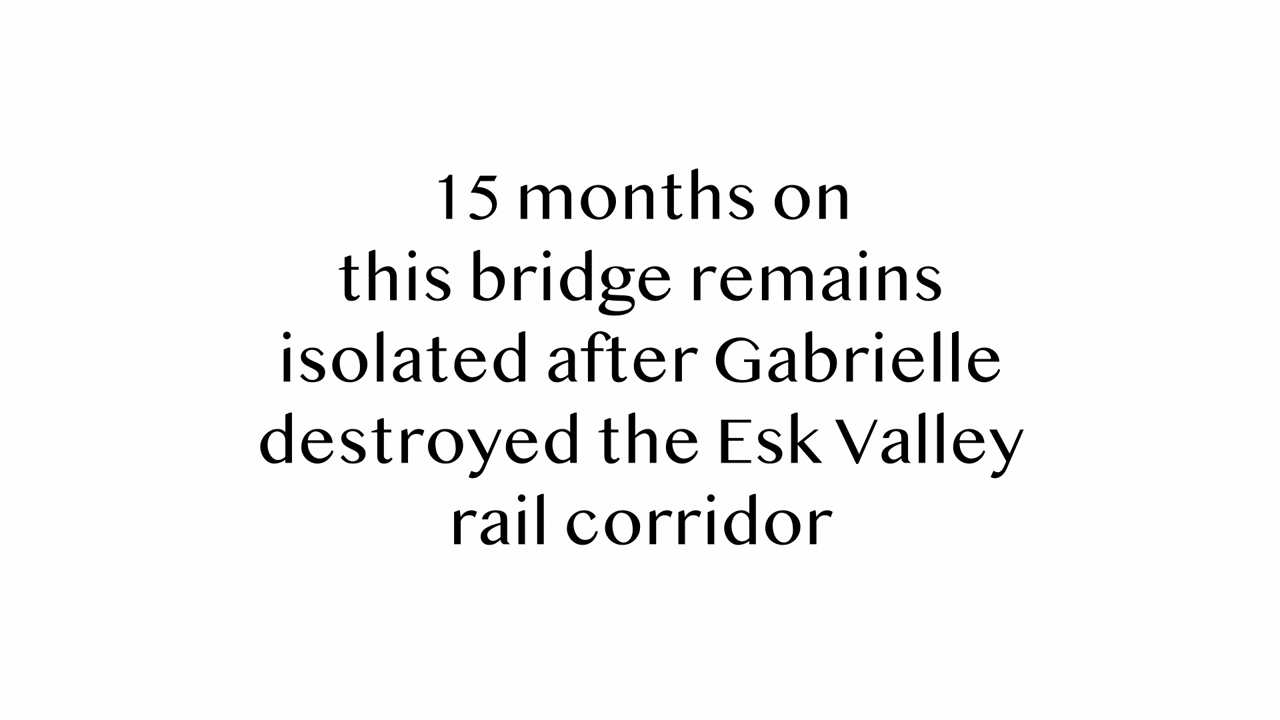 15 months on
this bridge remains
isolated after Gabrielle
destroyed the Esk Valley
rail corridor